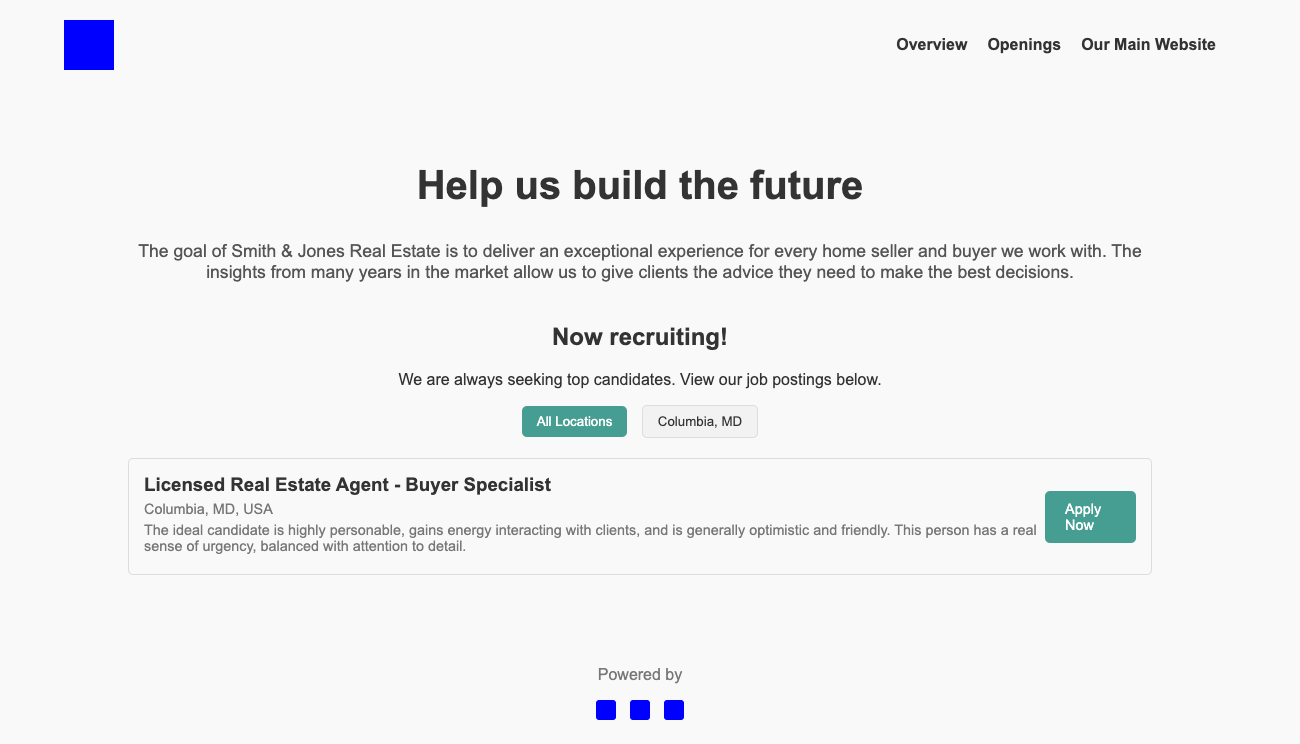 Overview Openings Our Main Website
Help us build the future
The goal of Smith & Jones Real Estate is to deliver an exceptional experience for every home seller and buyer we work with. The
insights from many years in the market allow us to give clients the advice they need to make the best decisions.
Now recruiting!
We are always seeking top candidates. View our job postings below.
All Locations Columbia, MD
Licensed Real Estate Agent - Buyer Specialist
Columbia, MD, USA
The ideal candidate is highly personable, gains energy interacting with clients, and is generally optimistic and friendly. This person has a real
sense of urgency, balanced with attention to detail.
Apply
Now
Powered by